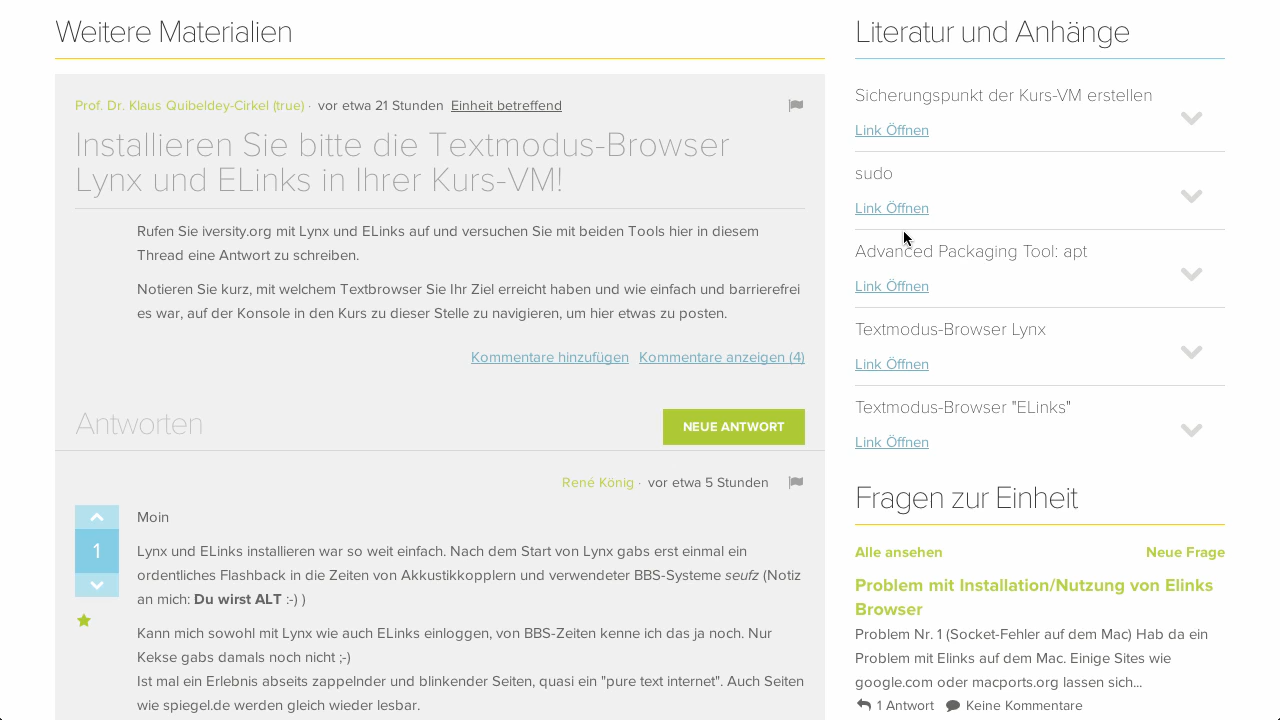 Weitere Materialien
Prof. Dr. Klaus Quibeldey-Cirkel (true) · vor etwa 21 Stunden Einheit betreffend
Installieren Sie bitte die Textmodus-Browser
Lynx und ELinks in Ihrer Kurs-VM!
Rufen Sie iversity.org mit Lynx und ELinks auf und versuchen Sie mit beiden Tools hier in diesem
Thread eine Antwort zu schreiben.
Notieren Sie kurz, mit welchem Textbrowser Sie Ihr Ziel erreicht haben und wie einfach und barrierefrei
es war, auf der Konsole in den Kurs zu dieser Stelle zu navigieren, um hier etwas zu posten.
Kommentare hinzufügen Kommentare anzeigen (4)
Antworten
NEUE ANTWORT
René König · vor etwa 5 Stunden
1
Moin
Lynx und ELinks installieren war so weit einfach. Nach dem Start von Lynx gabs erst einmal ein
ordentliches Flashback in die Zeiten von Akkustikkopplern und verwendeter BBS-Systeme seufz (Notiz
an mich: Du wirst ALT :-) )
Kann mich sowohl mit Lynx wie auch ELinks einloggen, von BBS-Zeiten kenne ich das ja noch. Nur
Kekse gabs damals noch nicht ;-)
Ist mal ein Erlebnis abseits zappelnder und blinkender Seiten, quasi ein "pure text internet". Auch Seiten
wie spiegel.de werden gleich wieder lesbar.
Literatur und Anhänge
Sicherungspunkt der Kurs-VM erstellen
Link Öffnen
sudo
Link Öffnen
Advanced Packaging Tool: apt
Link Öffnen
Textmodus-Browser Lynx
Link Öffnen
Textmodus-Browser "ELinks"
Link Öffnen
Fragen zur Einheit
Alle ansehen Neue Frage
Problem mit Installation/Nutzung von Elinks
Browser
Problem Nr. 1 (Socket-Fehler auf dem Mac) Hab da ein
Problem mit Elinks auf dem Mac. Einige Sites wie
google.com oder macports.org lassen sich...
1 Antwort Keine Kommentare